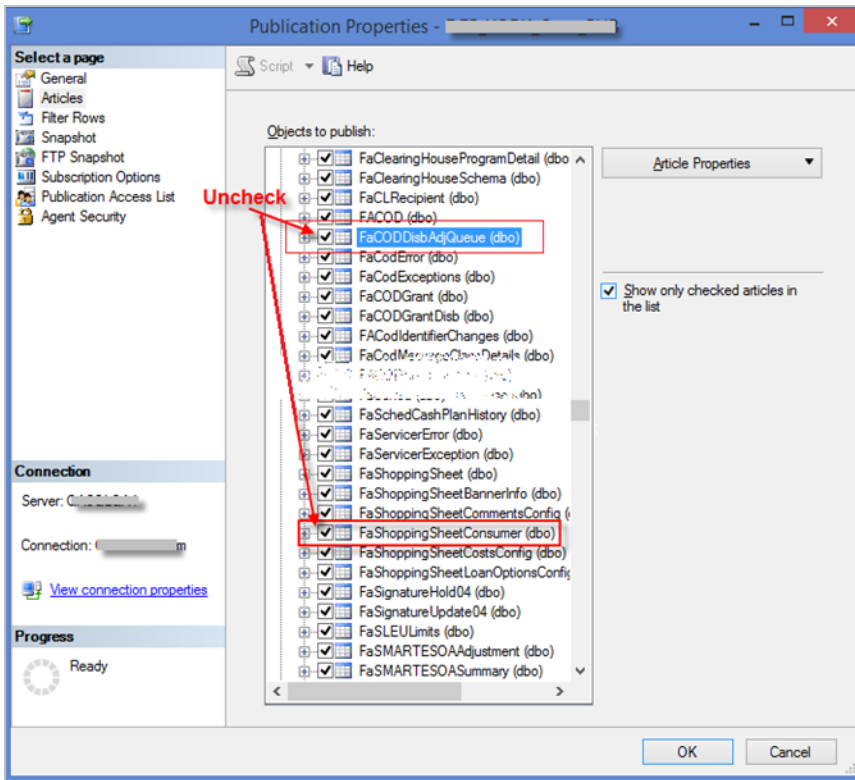 Publication Properties -
Select a page
General
Articles
Filter Rows
Snapshot
FTP Snapshot
Subscription Options
Publication Access List
Agent Security
Script
Help
Objects to publish:
FaClearingHouseProgramDetail (dbo
FaClearingHouseSchema (dbo)
FaCLRecipient (dbo)
FACOD (dbo)
FaCODDisbAdjQueue (dbo)
FaCodError (dbo)
FaCodExceptions (dbo)
FaCODGrant (dbo)
FaCODGrantDisb (dbo)
FACodIdentifierChanges (dbo)
(dbo)
FaSchedCashPlanHistory (dbo)
FaServicerError (dbo)
FaServicerException (dbo)
FaShoppingSheet (dbo)
FaShoppingSheetBannerInfo (dbo)
FaShoppingSheetCommentsConfig (
FaShoppingSheetConsumer (dbo)
FaShoppingSheetCostsConfig (dbo)
FaShoppingSheetLoanOptionsConfig
FaSignatureHold04 (dbo)
FaSignatureUpdate04 (dbo)
FaSLEULimits (dbo)
FaSMARTESOAAdjustment (dbo)
FaSMARTESOASummary (dbo)
Uncheck
Article Properties
Show only checked articles in
the list
Connection
Server:
Connection:
View connection properties
Progress
Ready
OK
Cancel